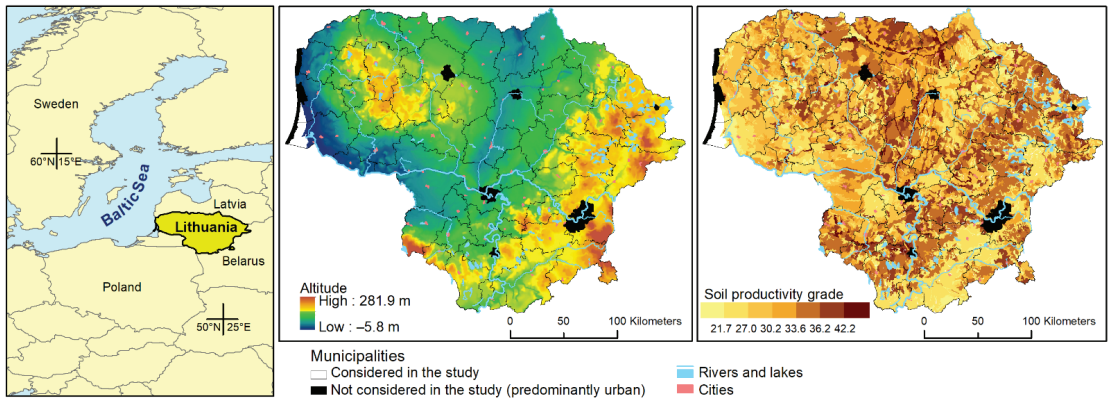 Sweden
60°N 15°E
Baltic Sea
Latvia
Lithuania
Belarus
Poland
50°N 25°E
Altitude
High : 281.9 m
Low : –5.8 m
0 50 100 Kilometers
Soil productivity grade
21.7 27.0 30.2 33.6 36.2 42.2
0 50 100 Kilometers
Municipalities
Considered in the study
Not considered in the study (predominantly urban)
Rivers and lakes
Cities